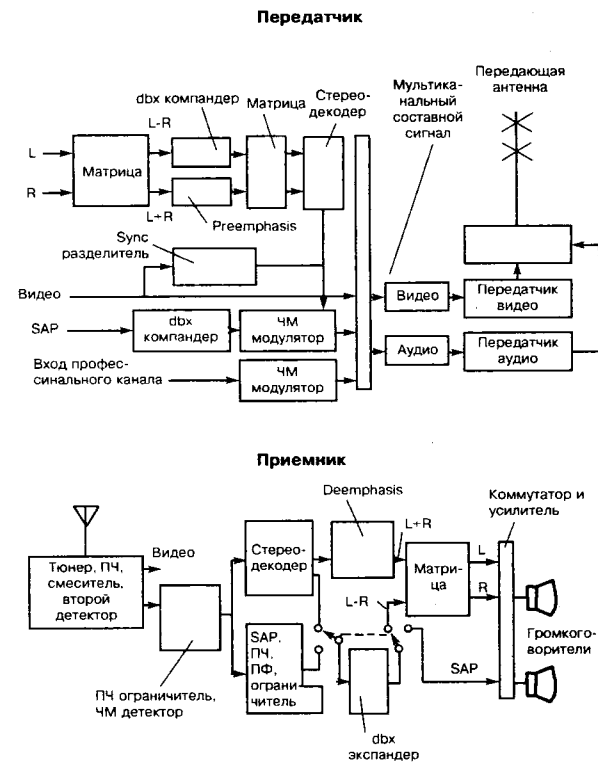 Передатчик
Передающая
антенна
Мультика-
нальный
составной
сигнал
Стерео-
декодер
dbx компандер
Матрица
L-R
L
R
Матрица
L+R
Preemphasis
Sync
разделитель
Видео
Видео
Передатчик
видео
SAP
dbx
компандер
ЧМ
модулятор
Аудио
Передатчик
аудио
Вход профес-
синального канала
ЧМ
модулятор
Приемник
Deemphasis
Коммутатор и
усилитель
L+R
Стерео-
декодер
Матри-
ца
L
R
Видео
Тюнер, ПЧ,
смеситель,
второй
детектор
L-R
SAP,
ПЧ,
ПФ,
ограни
читель
Громкого-
ворители
SAP
ПЧ ограничитель,
ЧМ детектор
dbx
экспандер